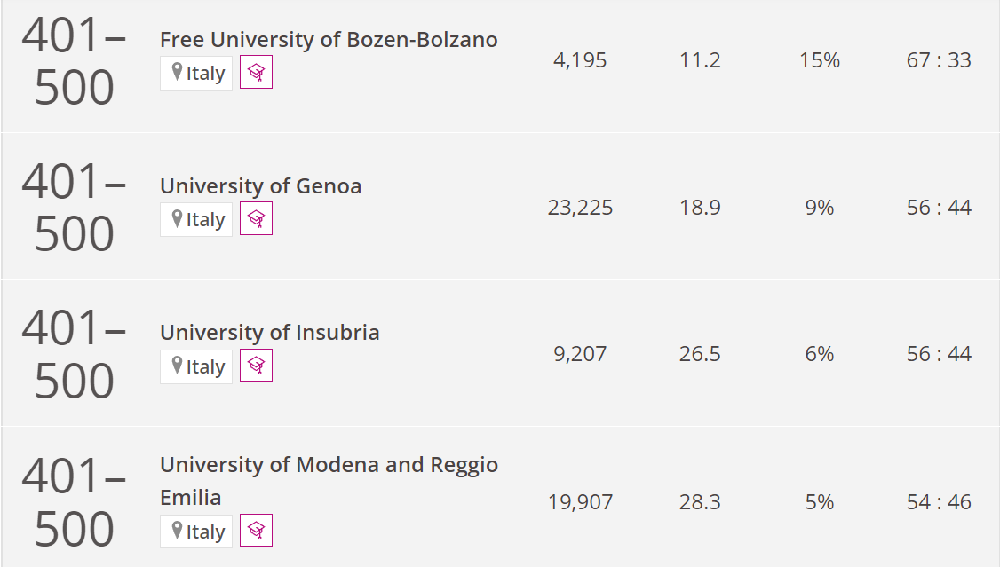 401–
500
Free University of Bozen-Bolzano
Italy
4,195 11.2 15% 67 : 33
401–
500
University of Genoa
Italy
23,225 18.9 9% 56 : 44
401–
500
University of Insubria
Italy
9,207 26.5 6% 56 : 44
401–
500
University of Modena and Reggio
Emilia
Italy
19,907 28.3 5% 54 : 46